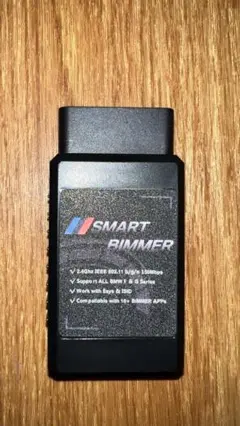 SMART
BIMMER
✓ 2.4Ghz IEEE 802.11 b/g/n 150Mbps
✓ Support ALL BMW F & G Series
✓ Work with Esys & ISID
✓ Compatible with 10+ BIMMER APPs